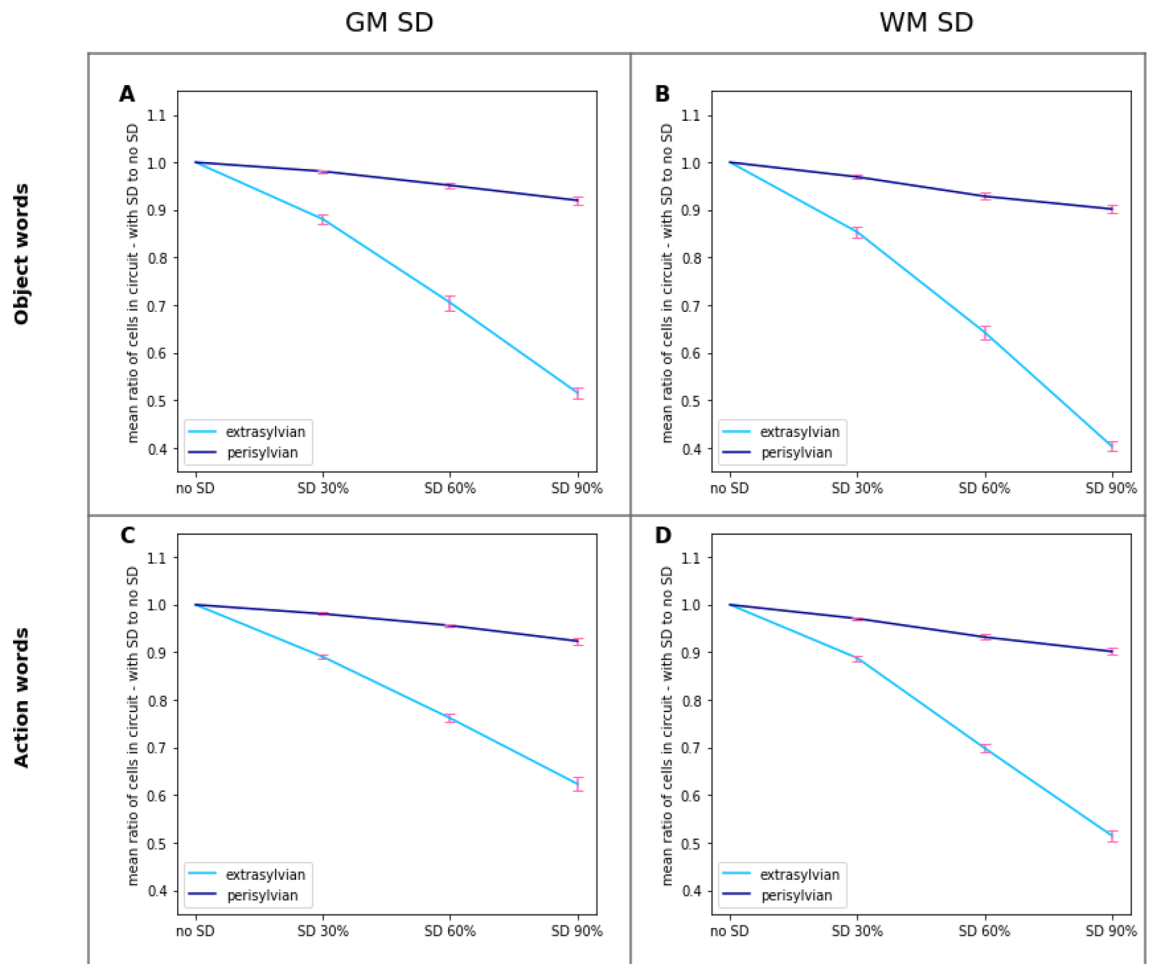 GM SD
WM SD
Object words
A
mean ratio of cells in circuit - with SD to no SD
1.1
1.0
0.9
0.8
0.7
0.6
0.5
0.4
extrasylvian
perisylvian
no SD SD 30% SD 60% SD 90%
B
mean ratio of cells in circuit - with SD to no SD
1.1
1.0
0.9
0.8
0.7
0.6
0.5
0.4
extrasylvian
perisylvian
no SD SD 30% SD 60% SD 90%
Action words
C
mean ratio of cells in circuit - with SD to no SD
1.1
1.0
0.9
0.8
0.7
0.6
0.5
0.4
extrasylvian
perisylvian
no SD SD 30% SD 60% SD 90%
D
mean ratio of cells in circuit - with SD to no SD
1.1
1.0
0.9
0.8
0.7
0.6
0.5
0.4
extrasylvian
perisylvian
no SD SD 30% SD 60% SD 90%